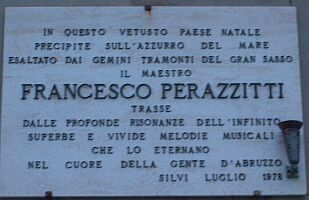 IN QUESTO VETUSTO PAESE NATALE
PRECIPITE SULL'AZZURRO DEL MARE
ESALTATO DAI GEMINI TRAMONTI DEL GRAN SASSO
IL MAESTRO
FRANCESCO PERAZZITTI
TRASSE
DALLE PROFONDE RISONANZE DELL'INFINITO
SUPERBE E VIVIDE MELODIE MUSICALI
CHE LO ETERNANO
NEL CUORE DELLA GENTE D'ABRUZZO
SILVI LUGLIO 1978